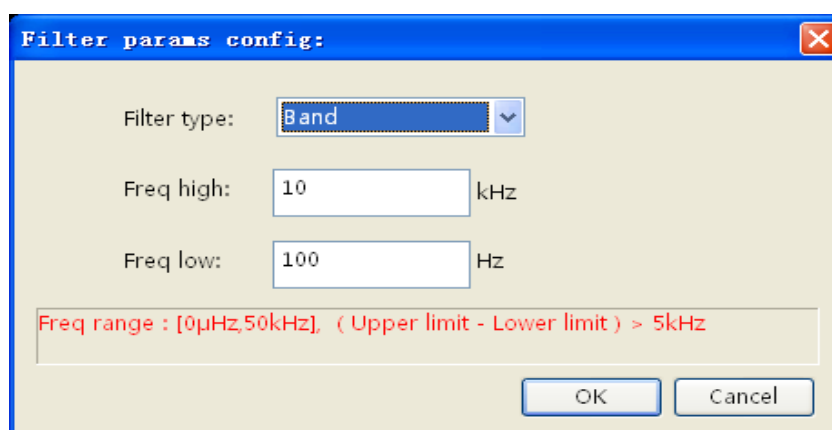 Filter params config:
Filter type: Band
Freq high: 10 kHz
Freq low: 100 Hz
Freq range : [0μHz,50kHz], ( Upper limit - Lower limit ) > 5kHz
OK Cancel